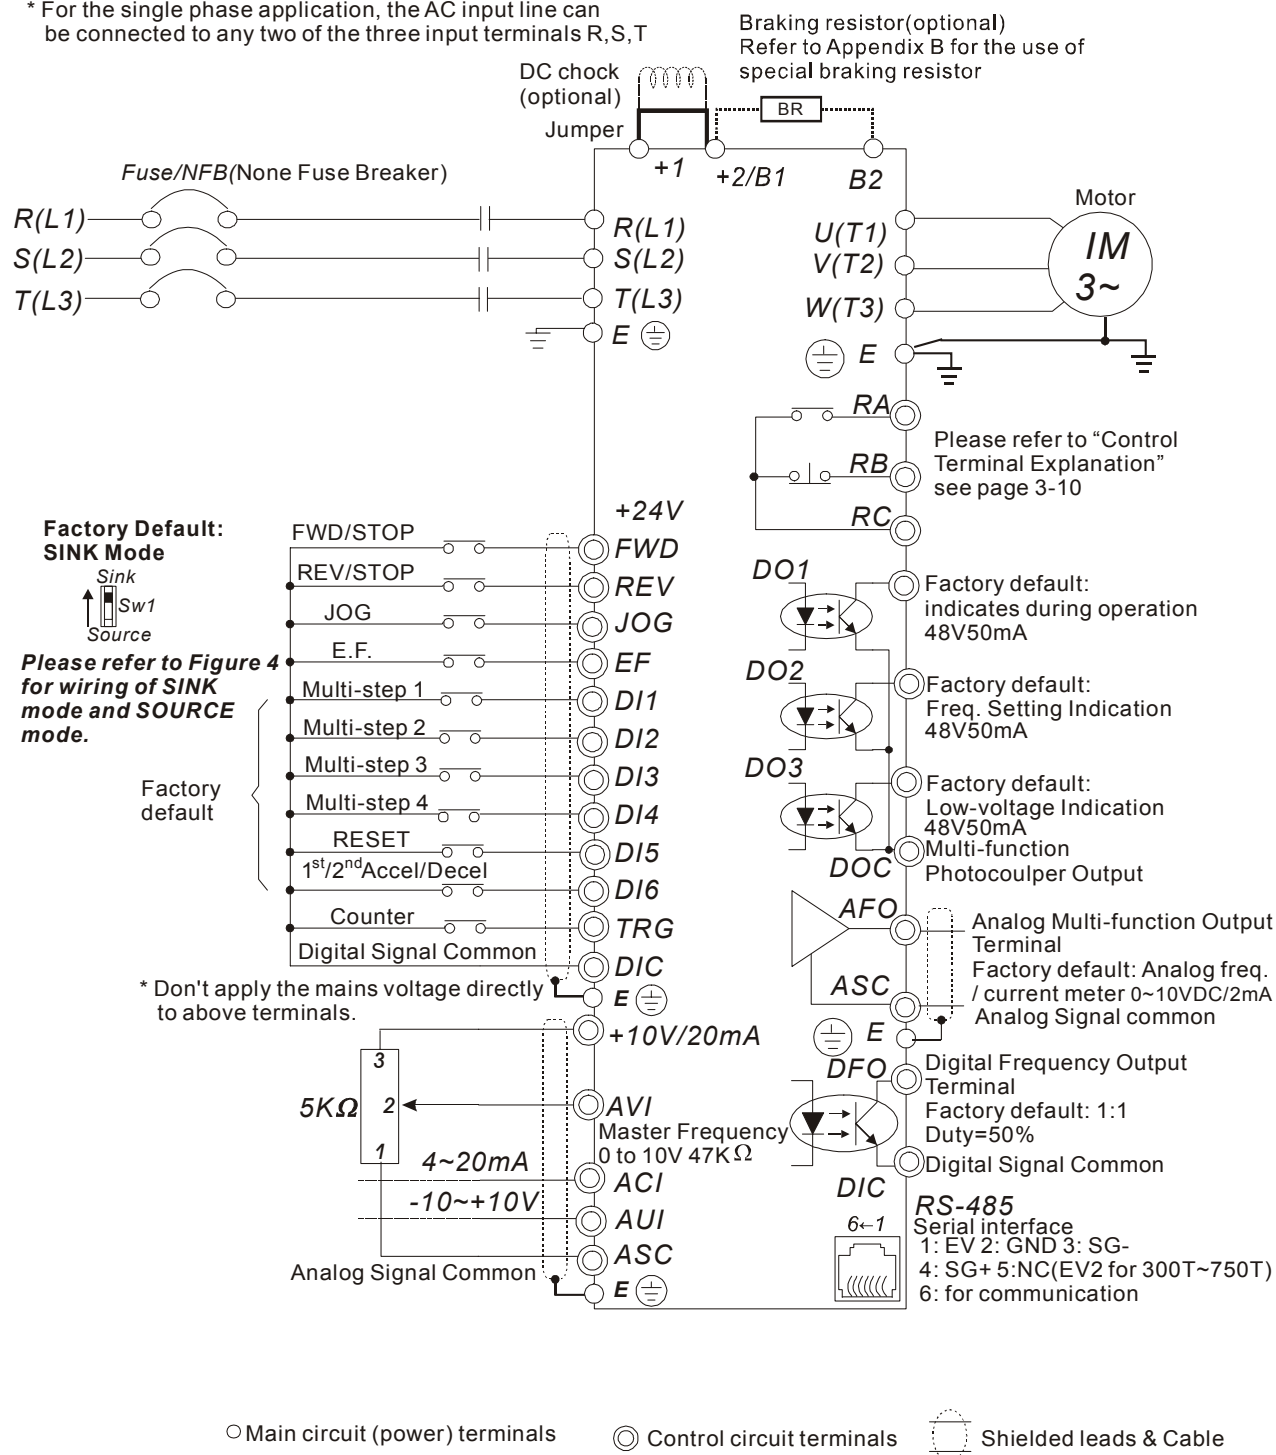 * For the single phase application, the AC input line can
be connected to any two of the three input terminals R,S,T
Braking resistor(optional)
Refer to Appendix B for the use of
special braking resistor
DC chock
(optional)
BR
Jumper
+1
+2/B1
B2
Fuse/NFB(None Fuse Breaker)
Motor
R(L1)
R(L1)
U(T1)
IM
3~
S(L2)
S(L2)
V(T2)
T(L3)
T(L3)
W(T3)
E
E
RA
Please refer to “Control
Terminal Explanation”
see page 3-10
RB
RC
+24V
Factory Default:
SINK Mode
Sink
Sw1
Source
Please refer to Figure 4
for wiring of SINK
mode and SOURCE
mode.
Factory
default
FWD/STOP
FWD
REV/STOP
REV
JOG
JOG
E.F.
EF
Multi-step 1
DI1
Multi-step 2
DI2
Multi-step 3
DI3
Multi-step 4
DI4
RESET
DI5
1st/2nd Accel/Decel
DI6
Counter
TRG
Digital Signal Common
DIC
* Don't apply the mains voltage directly
to above terminals.
E
DO1
Factory default:
indicates during operation
48V50mA
DO2
Factory default:
Freq. Setting Indication
48V50mA
DO3
Factory default:
Low-voltage Indication
48V50mA
DOC
Multi-function
Photocoulper Output
AFO
Analog Multi-function Output
Terminal
Factory default: Analog freq.
/ current meter 0~10VDC/2mA
ASC
Analog Signal common
E
+10V/20mA
3
5KΩ
2
1
AVI
Master Frequency
0 to 10V 47KΩ
4~20mA
ACI
-10~+10V
AUI
ASC
Analog Signal Common
E
DFO
Digital Frequency Output
Terminal
Factory default: 1:1
Duty=50%
Digital Signal Common
DIC
RS-485
Serial interface
6←1
1: EV 2: GND 3: SG-
4: SG+ 5:NC(EV2 for 300T~750T)
6: for communication
Main circuit (power) terminals
Control circuit terminals
Shielded leads & Cable